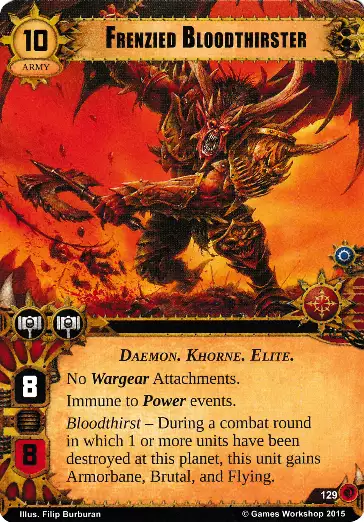 10
FRENZIED BLOODTHIRSTER
ARMY
DAEMON. KHORNE. ELITE.
8
No Wargear Attachments.
Immune to Power events.
Bloodthirst – During a combat round
in which 1 or more units have been
8
destroyed at this planet, this unit gains
Armorbane, Brutal, and Flying.
129
Illus. Filip Burburan
© Games Workshop 2015